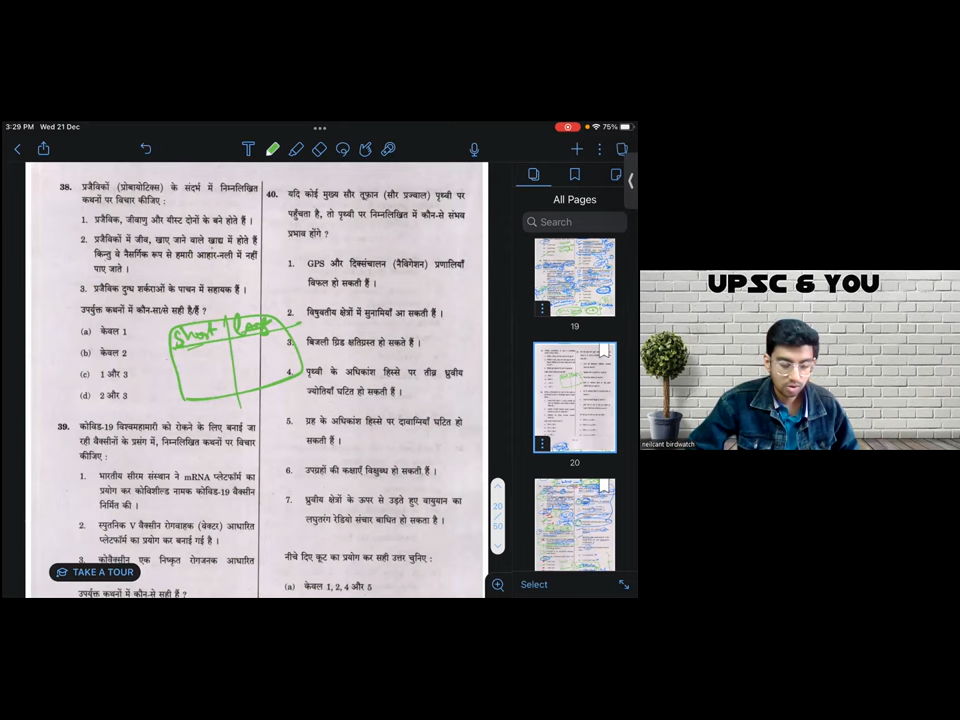 3:29 PM Wed 21 Dec
75%
38. प्रजैविकों (प्रोबायोटिक्स) के संदर्भ में निम्नलिखित
कथनों पर विचार कीजिए :
1. प्रजैविक, जीवाणु और यीस्ट दोनों के बने होते हैं ।
2. प्रजैविकों में जीव, खाए जाने वाले खाद्य में होते हैं
किन्तु वे नैसर्गिक रूप से हमारी आहार-नली में नहीं
पाए जाते ।
3. प्रजैविक दुग्ध शर्कराओं के पाचन में सहायक हैं ।
उपर्युक्त कथनों में कौन-सा/से सही है/हैं ?
(a) केवल 1
(b) केवल 2
(c) 1 और 3
(d) 2 और 3
Short
39. कोविड-19 विश्वमहामारी को रोकने के लिए बनाई जा
रही वैक्सीनों के प्रसंग में, निम्नलिखित कथनों पर विचार
कीजिए :
1. भारतीय सीरम संस्थान ने mRNA प्लेटफॉर्म का
प्रयोग कर कोविशील्ड नामक कोविड-19 वैक्सीन
निर्मित की ।
2. स्पुतनिक V वैक्सीन रोगवाहक (वेक्टर) आधारित
प्लेटफॉर्म का प्रयोग कर बनाई गई है ।
3. कोवैक्सीन एक निष्कृत रोगजनक आधारित
TAKE A TOUR
उपर्युक्त कथनों में कौन-से सही हैं ?
40. यदि कोई मुख्य सौर तूफ़ान (सौर प्रज्वाल) पृथ्वी पर
पहुँचता है, तो पृथ्वी पर निम्नलिखित में कौन-से संभव
प्रभाव होंगे ?
1. GPS और दिक्संचालन (नैविगेशन) प्रणालियाँ
विफल हो सकती हैं ।
2. विषुवतीय क्षेत्रों में सुनामियाँ आ सकती हैं ।
3. बिजली ग्रिड क्षतिग्रस्त हो सकते हैं ।
4. पृथ्वी के अधिकांश हिस्से पर तीव्र ध्रुवीय
ज्योतियाँ घटित हो सकती हैं ।
5. ग्रह के अधिकांश हिस्से पर दावाग्नियाँ घटित हो
सकती हैं ।
6. उपग्रहों की कक्षाएँ विक्षुब्ध हो सकती हैं ।
7. ध्रुवीय क्षेत्रों के ऊपर से उड़ते हुए वायुयान का
लघुतरंग रेडियो संचार बाधित हो सकता है ।
नीचे दिए कूट का प्रयोग कर सही उत्तर चुनिए :
(a) केवल 1, 2, 4 और 5
20
50
All Pages
Search
19
20
Select
UPSC & YOU
neilcant birdwatch